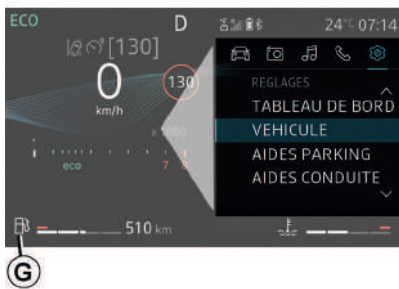 ECO
D
24°C 07:14
[130]
0
km/h
130
x 1000
eco
7 8
510 km
REGLAGES
TABLEAU DE BORD
VEHICULE
AIDES PARKING
AIDES CONDUITE
G